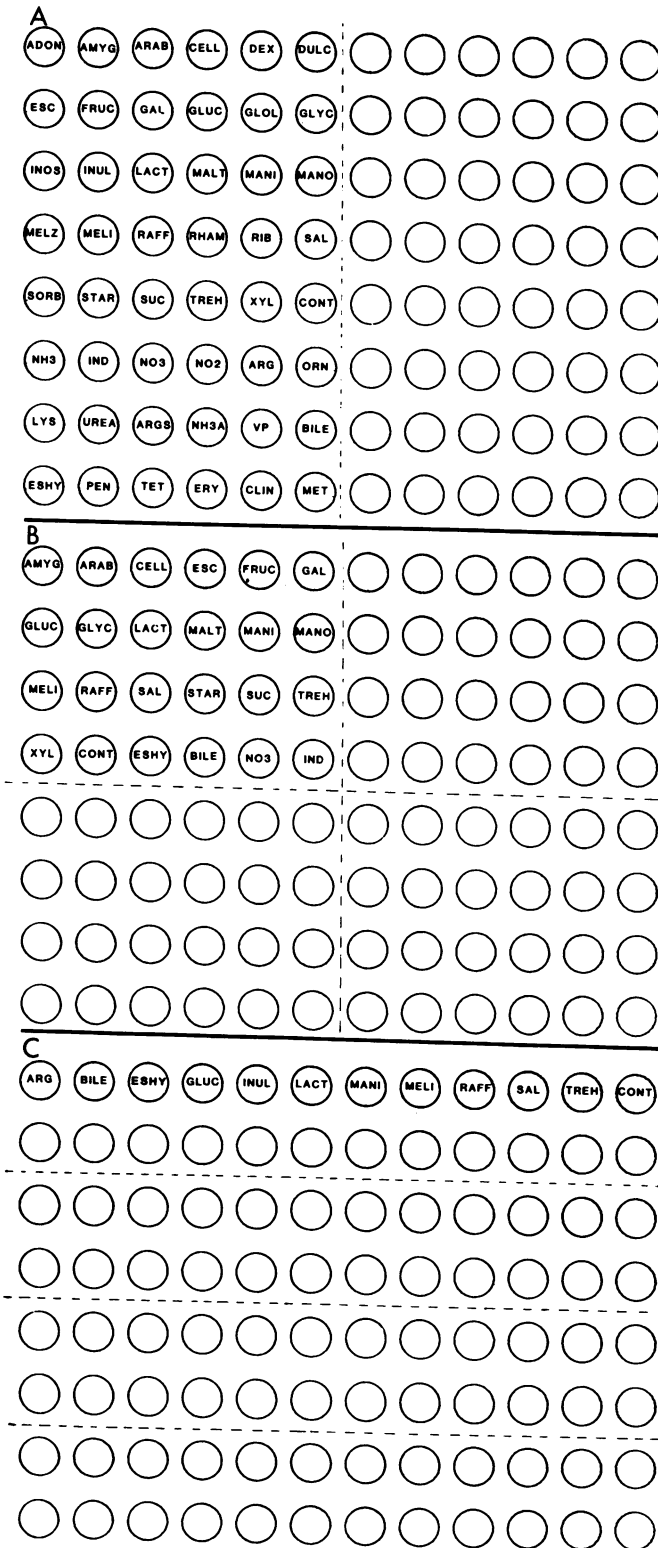 A
ADON AMYG ARAB CELL DEX DULC
ESC FRUC GAL GLUC GLOL GLYC
INOS INUL LACT MALT MANI MANO
MELZ MELI RAFF RHAM RIB SAL
SORB STAR SUC TREH XYL CONT
NH3 IND NO3 NO2 ARG ORN
LYS UREA ARGS NH3A VP BILE
ESHY PEN TET ERY CLIN MET
B
AMYG ARAB CELL ESC FRUC GAL
GLUC GLYC LACT MALT MANI MANO
MELI RAFF SAL STAR SUC TREH
XYL CONT ESHY BILE NO3 IND
C
ARG BILE ESHY GLUC INUL LACT MANI MELI RAFF SAL TREH CONT